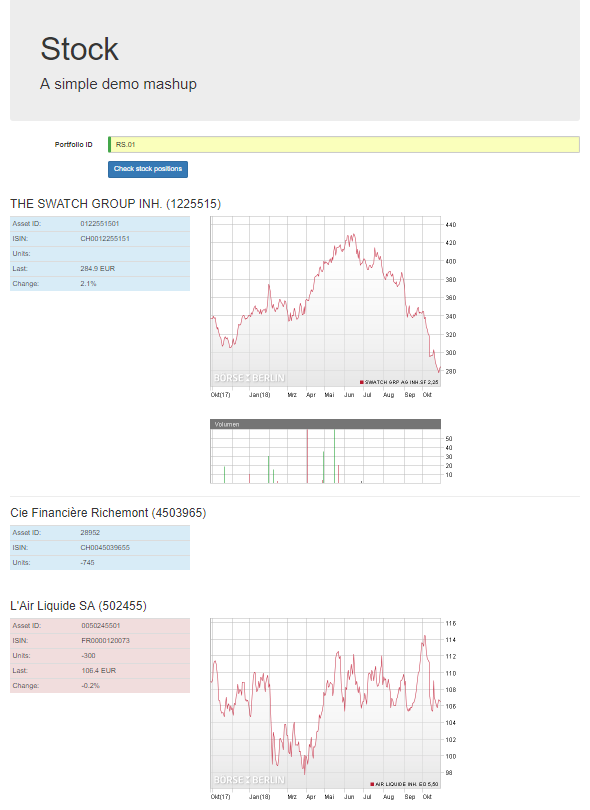 Stock
A simple demo mashup
Portfolio ID
RS.01
Check stock positions
THE SWATCH GROUP INH. (1225515)
Asset ID: 0122551501
ISIN: CH0012255151
Units:
Last: 284.9 EUR
Change: 2.1%
440
420
400
380
360
340
320
300
280
BÖRSE BERLIN
SWATCH GRP AG INH.SF 2,25
Okt(17) Jan(18) Mrz Apr Mai Jun Jul Aug Sep Okt
Volumen
50
40
30
20
10
Cie Financière Richemont (4503965)
Asset ID: 28952
ISIN: CH0045039655
Units: -745
L'Air Liquide SA (502455)
Asset ID: 0050245501
ISIN: FR0000120073
Units: -300
Last: 106.4 EUR
Change: -0.2%
116
114
112
110
108
106
104
102
100
98
BÖRSE BERLIN
AIR LIQUIDE INH. EO 5,50
Okt(17) Jan(18) Mrz Apr Mai Jun Jul Aug Sep Okt